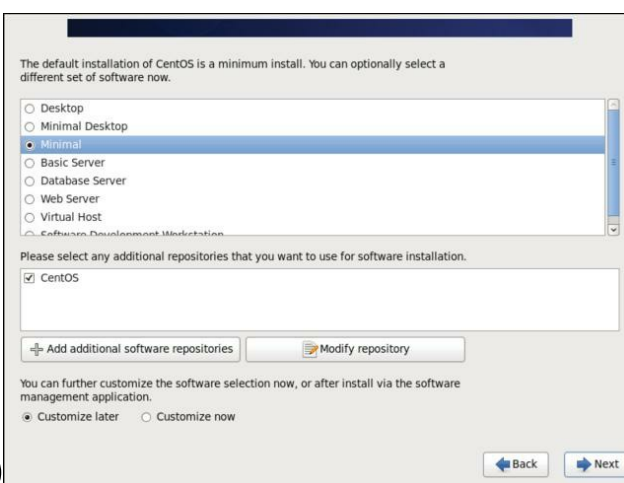 The default installation of CentOS is a minimum install. You can optionally select a
different set of software now.
Desktop
Minimal Desktop
Minimal
Basic Server
Database Server
Web Server
Virtual Host
Software Development Workstation
Please select any additional repositories that you want to use for software installation.
CentOS
Add additional software repositories
Modify repository
You can further customize the software selection now, or after install via the software
management application.
Customize later
Customize now
Back
Next